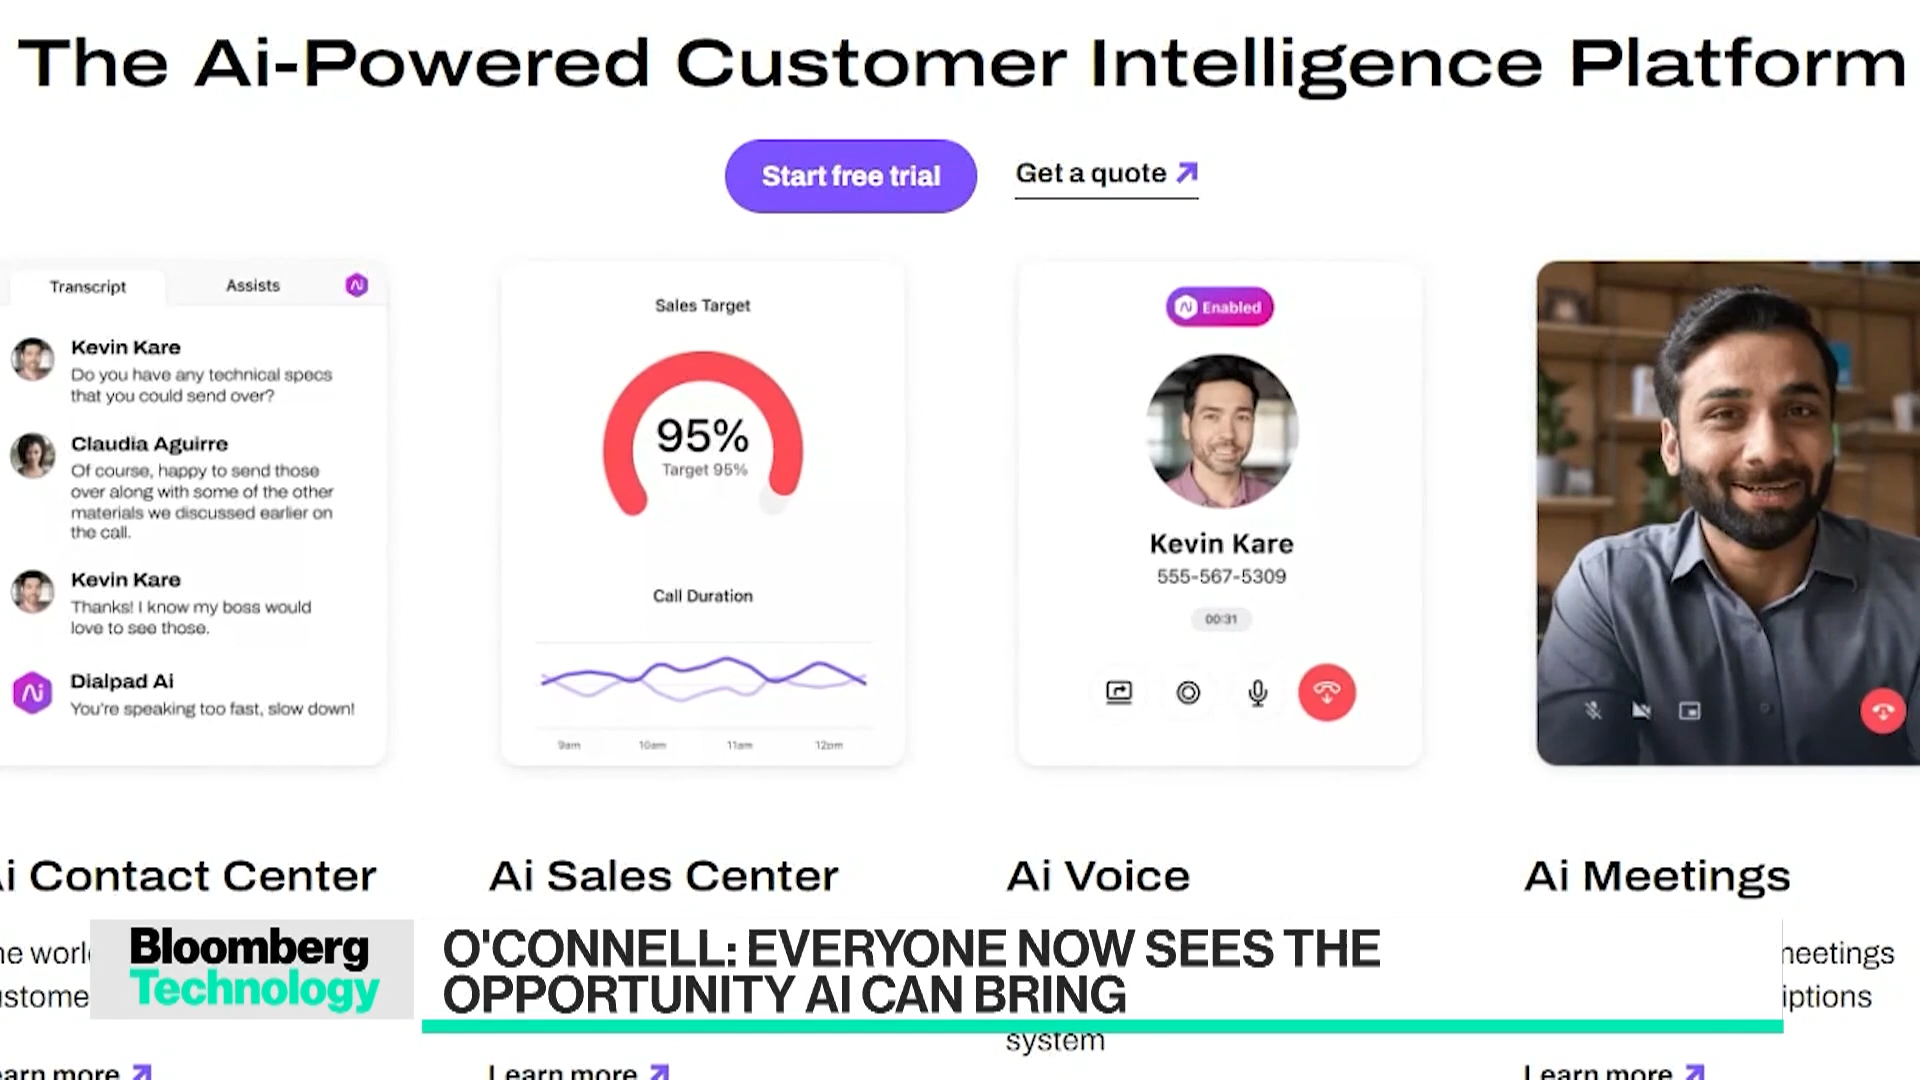 The Ai-Powered Customer Intelligence Platform
Start free trial
Get a quote
Transcript
Assists
Kevin Kare
Do you have any technical specs
that you could send over?
Claudia Aguirre
Of course, happy to send those
over along with some of the other
materials we discussed earlier on
the call.
Kevin Kare
Thanks! I know my boss would
love to see those.
Ai
Dialpad Ai
You're speaking too fast, slow down!
Sales Target
95%
Target 95%
Call Duration
9am 10am 11am 12pm
Ai Enabled
Kevin Kare
555-567-5309
00:31
Contact Center
Ai Sales Center
Ai Voice
Ai Meetings
system
Learn more
Learn more
Bloomberg
Technology
O'CONNELL: EVERYONE NOW SEES THE
OPPORTUNITY AI CAN BRING